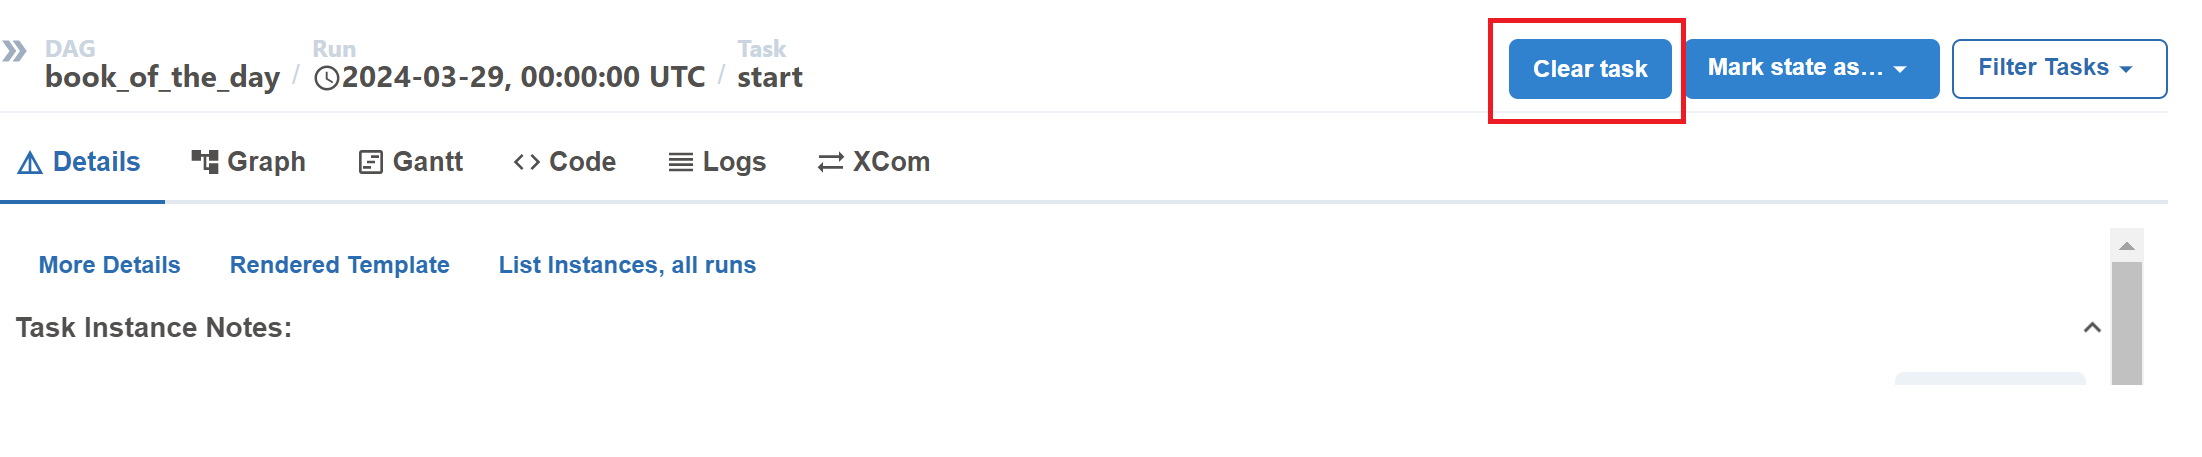 DAG Run Task
book_of_the_day / 2024-03-29, 00:00:00 UTC / start
Clear task Mark state as... Filter Tasks
Details Graph Gantt Code Logs XCom
More Details Rendered Template List Instances, all runs
Task Instance Notes: